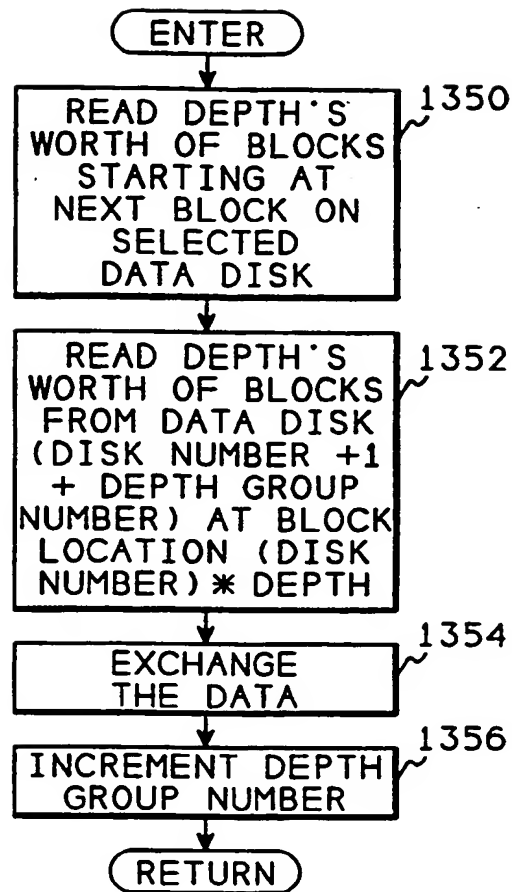 ENTER
1350
READ DEPTH'S
WORTH OF BLOCKS
STARTING AT
NEXT BLOCK ON
SELECTED
DATA DISK
1352
READ DEPTH'S
WORTH OF BLOCKS
FROM DATA DISK
(DISK NUMBER +1
+ DEPTH GROUP
NUMBER) AT BLOCK
LOCATION (DISK
NUMBER) * DEPTH
1354
EXCHANGE
THE DATA
1356
INCREMENT DEPTH
GROUP NUMBER
RETURN